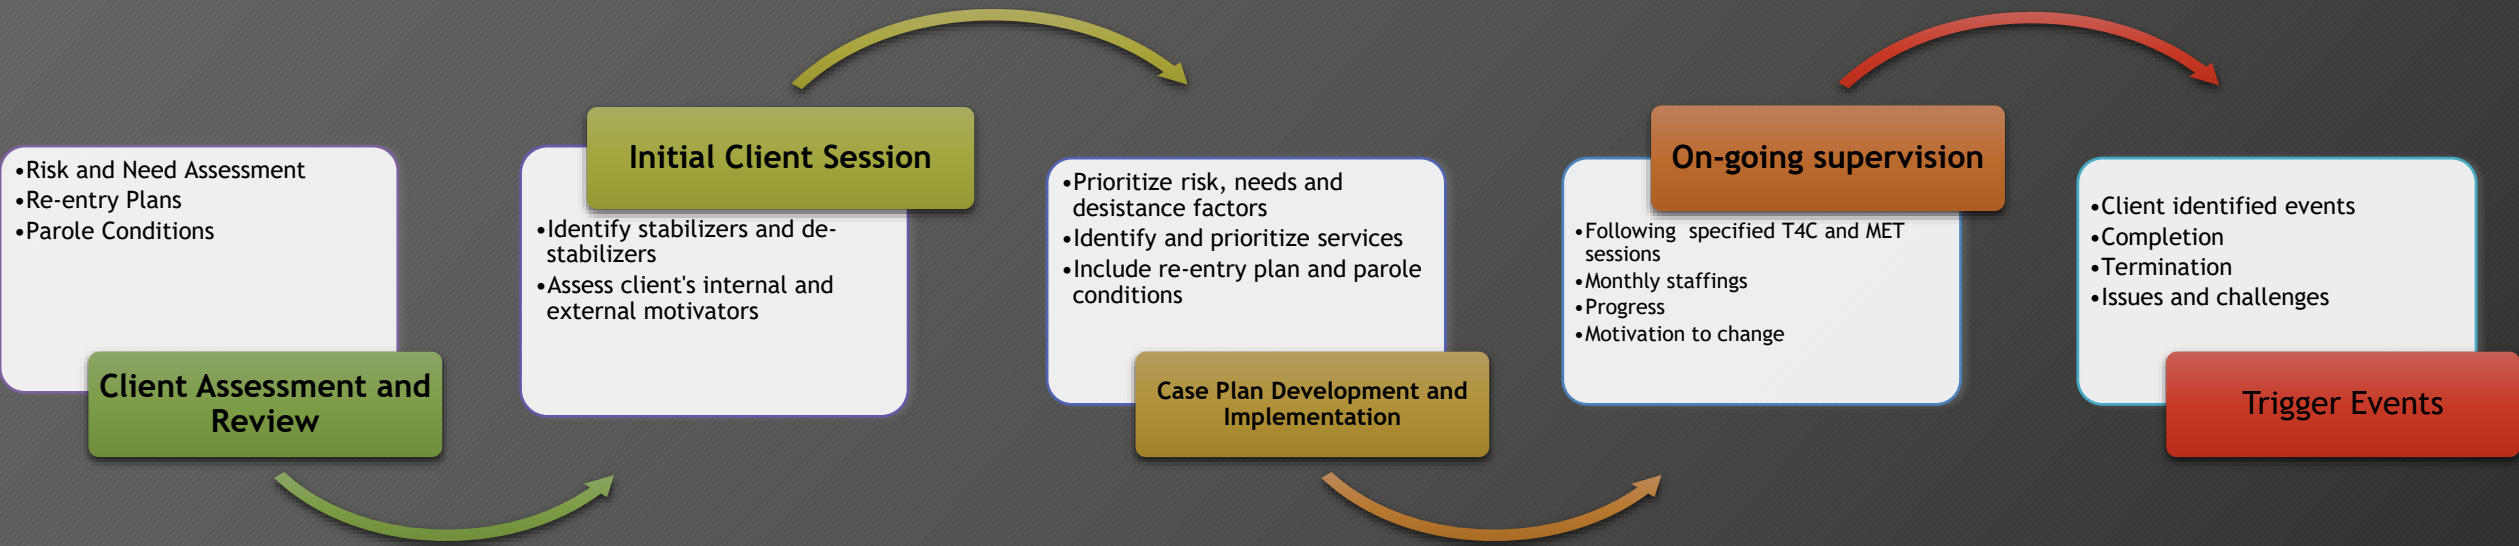 •Risk and Need Assessment
•Re-entry Plans
•Parole Conditions
Client Assessment and
Review
Initial Client Session
•Identify stabilizers and de-
stabilizers
•Assess client's internal and
external motivators
•Prioritize risk, needs and
desistance factors
•Identify and prioritize services
•Include re-entry plan and parole
conditions
Case Plan Development and
Implementation
On-going supervision
•Following specified T4C and MET
sessions
•Monthly staffings
•Progress
•Motivation to change
•Client identified events
•Completion
•Termination
•Issues and challenges
Trigger Events